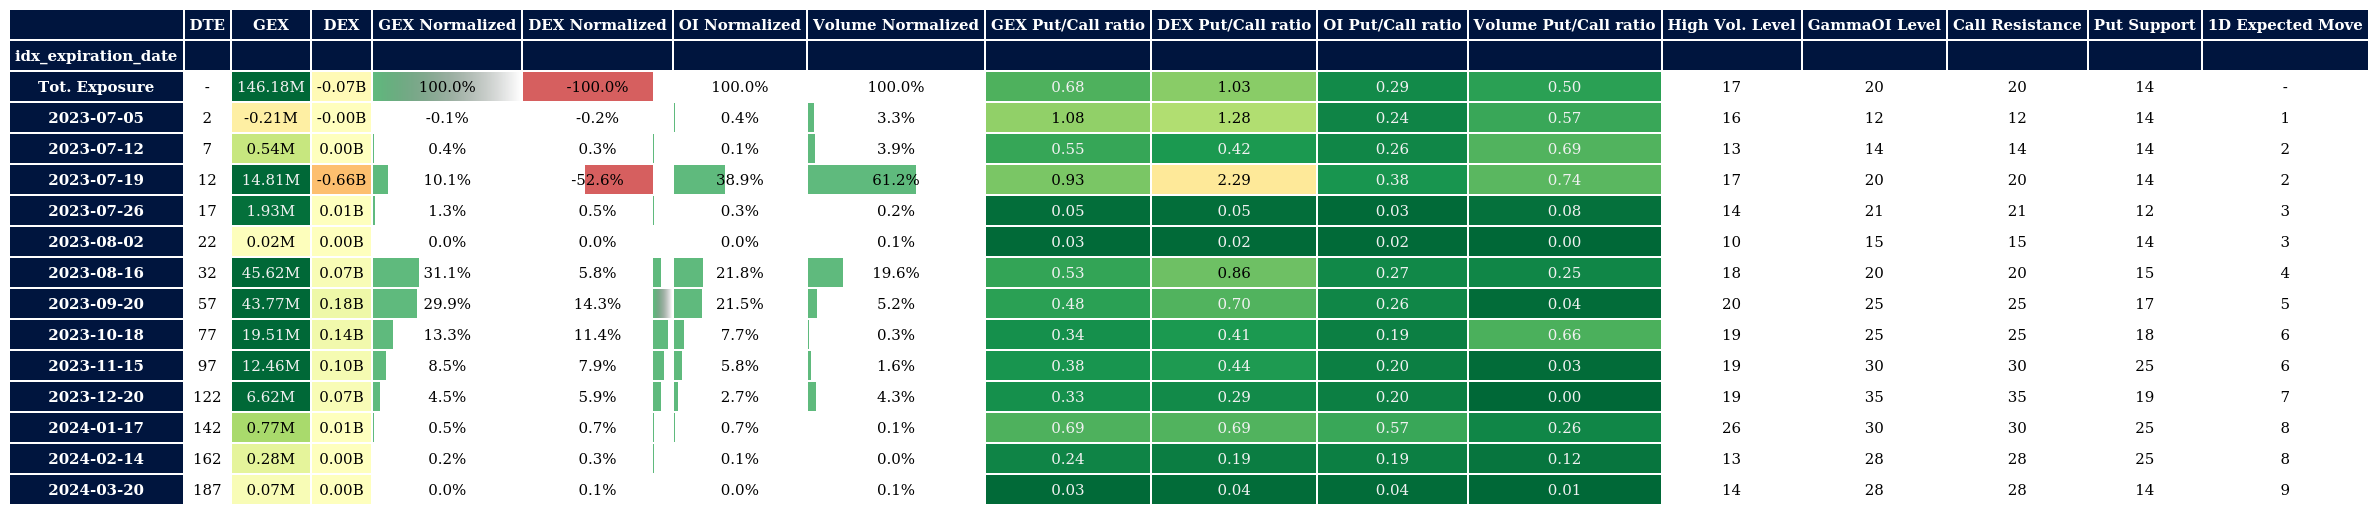 DTE GEX DEX GEX Normalized DEX Normalized OI Normalized Volume Normalized GEX Put/Call ratio DEX Put/Call ratio OI Put/Call ratio Volume Put/Call ratio High Vol. Level GammaOI Level Call Resistance Put Support 1D Expected Move
idx_expiration_date
Tot. Exposure - 146.18M -0.07B 100.0% -100.0% 100.0% 100.0% 0.68 1.03 0.29 0.50 17 20 20 14 -
2023-07-05 2 -0.21M -0.00B -0.1% -0.2% 0.4% 3.3% 1.08 1.28 0.24 0.57 16 12 12 14 1
2023-07-12 7 0.54M 0.00B 0.4% 0.3% 0.1% 3.9% 0.55 0.42 0.26 0.69 13 14 14 14 2
2023-07-19 12 14.81M -0.66B 10.1% -52.6% 38.9% 61.2% 0.93 2.29 0.38 0.74 17 20 20 14 2
2023-07-26 17 1.93M 0.01B 1.3% 0.5% 0.3% 0.2% 0.05 0.05 0.03 0.08 14 21 21 12 3
2023-08-02 22 0.02M 0.00B 0.0% 0.0% 0.0% 0.1% 0.03 0.02 0.02 0.00 10 15 15 14 3
2023-08-16 32 45.62M 0.07B 31.1% 5.8% 21.8% 19.6% 0.53 0.86 0.27 0.25 18 20 20 15 4
2023-09-20 57 43.77M 0.18B 29.9% 14.3% 21.5% 5.2% 0.48 0.70 0.26 0.04 20 25 25 17 5
2023-10-18 77 19.51M 0.14B 13.3% 11.4% 7.7% 0.3% 0.34 0.41 0.19 0.66 19 25 25 18 6
2023-11-15 97 12.46M 0.10B 8.5% 7.9% 5.8% 1.6% 0.38 0.44 0.20 0.03 19 30 30 25 6
2023-12-20 122 6.62M 0.07B 4.5% 5.9% 2.7% 4.3% 0.33 0.29 0.20 0.00 19 35 35 19 7
2024-01-17 142 0.77M 0.01B 0.5% 0.7% 0.7% 0.1% 0.69 0.69 0.57 0.26 26 30 30 25 8
2024-02-14 162 0.28M 0.00B 0.2% 0.3% 0.1% 0.0% 0.24 0.19 0.19 0.12 13 28 28 25 8
2024-03-20 187 0.07M 0.00B 0.0% 0.1% 0.0% 0.1% 0.03 0.04 0.04 0.01 14 28 28 14 9